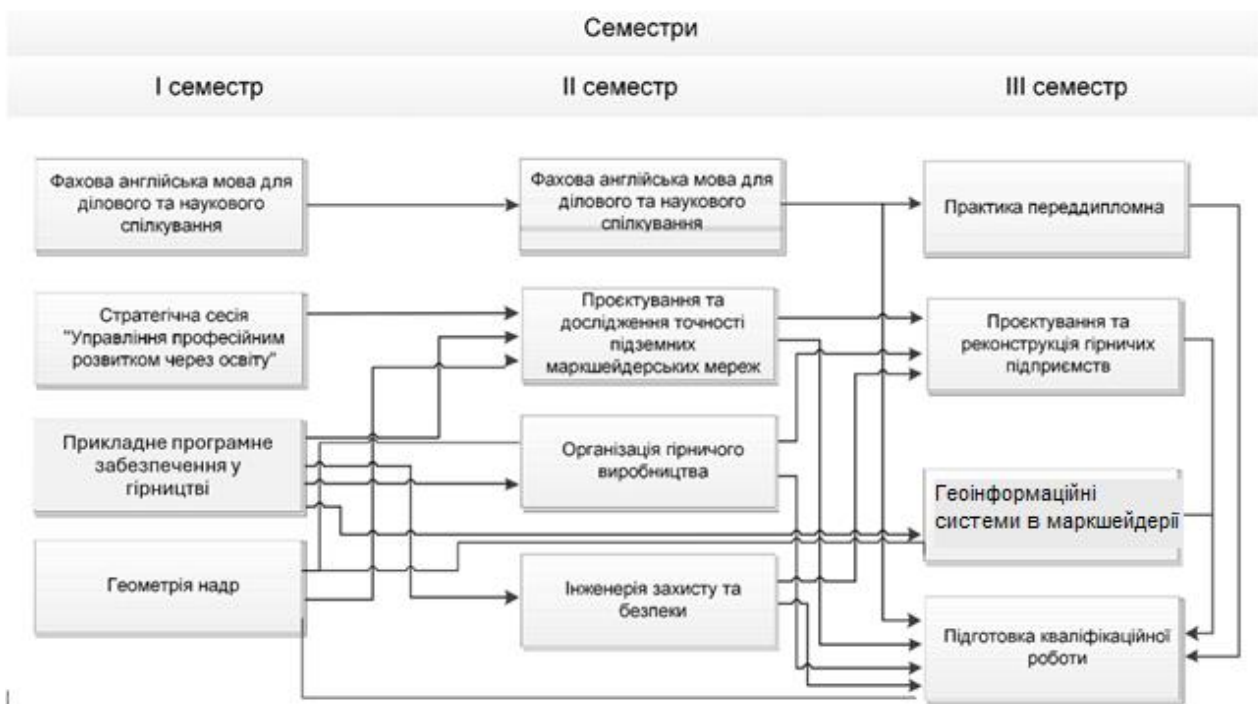 Семестри
І семестр
ІІ семестр
ІІІ семестр
Фахова англійська мова для
ділового та наукового
спілкування
Фахова англійська мова для
ділового та наукового
спілкування
Практика переддипломна
Стратегічна сесія
"Управління професійним
розвитком через освіту"
Проєктування та
дослідження точності
підземних
маркшейдерських мереж
Проєктування та
реконструкція гірничих
підприємств
Прикладне програмне
забезпечення у
гірництві
Організація гірничого
виробництва
Геоінформаційні
системи в маркшейдерії
Геометрія надр
Інженерія захисту та
безпеки
Підготовка кваліфікаційної
роботи